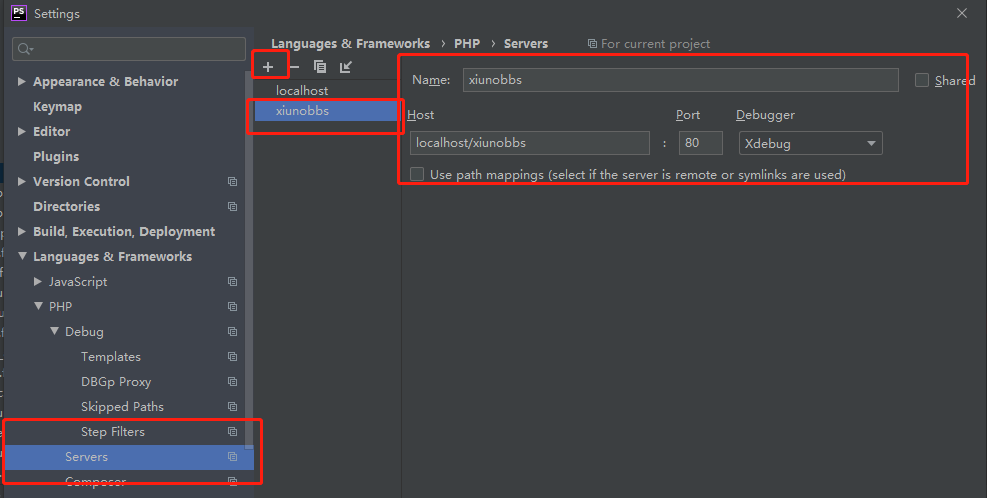 PS Settings
Languages & Frameworks › PHP › Servers For current project
Appearance & Behavior
Keymap
Editor
Plugins
Version Control
Directories
Build, Execution, Deployment
Languages & Frameworks
JavaScript
PHP
Debug
Templates
DBGp Proxy
Skipped Paths
Step Filters
Servers
Composer
localhost
xiunobbs
Name: xiunobbs Shared
Host Port Debugger
localhost/xiunobbs : 80 Xdebug
Use path mappings (select if the server is remote or symlinks are used)